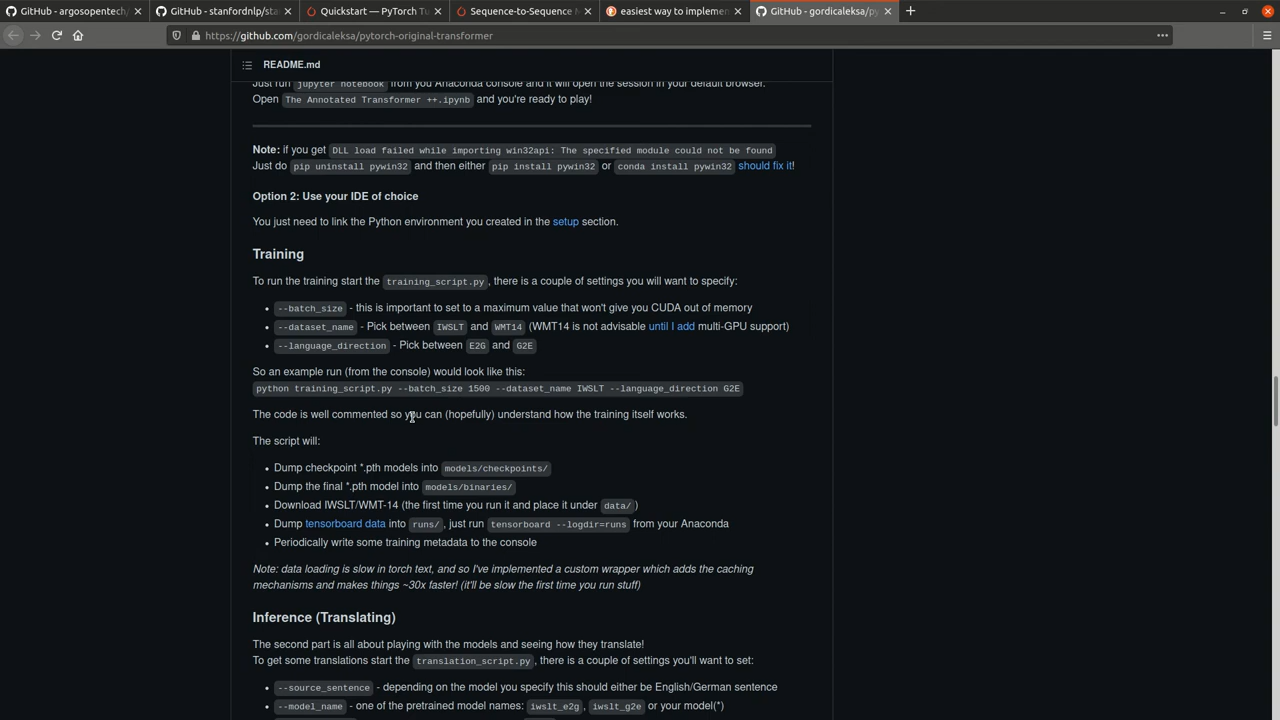 GitHub - argosopentech/
GitHub - stanfordnlp/sta
Quickstart — PyTorch Tu
Sequence-to-Sequence M
easiest way to implemen
GitHub - gordicaleksa/py
https://github.com/gordicaleksa/pytorch-original-transformer
README.md
Just run jupyter notebook from you Anaconda console and it will open the session in your default browser.
Open The Annotated Transformer ++.ipynb and you're ready to play!
Note: if you get DLL load failed while importing win32api: The specified module could not be found
Just do pip uninstall pywin32 and then either pip install pywin32 or conda install pywin32 should fix it!
Option 2: Use your IDE of choice
You just need to link the Python environment you created in the setup section.
Training
To run the training start the training_script.py, there is a couple of settings you will want to specify:
• --batch_size - this is important to set to a maximum value that won't give you CUDA out of memory
• --dataset_name - Pick between IWSLT and WMT14 (WMT14 is not advisable until I add multi-GPU support)
• --language_direction - Pick between E2G and G2E
So an example run (from the console) would look like this:
python training_script.py --batch_size 1500 --dataset_name IWSLT --language_direction G2E
The code is well commented so you can (hopefully) understand how the training itself works.
The script will:
• Dump checkpoint *.pth models into models/checkpoints/
• Dump the final *.pth model into models/binaries/
• Download IWSLT/WMT-14 (the first time you run it and place it under data/)
• Dump tensorboard data into runs/, just run tensorboard --logdir=runs from your Anaconda
• Periodically write some training metadata to the console
Note: data loading is slow in torch text, and so I've implemented a custom wrapper which adds the caching
mechanisms and makes things ~30x faster! (it'll be slow the first time you run stuff)
Inference (Translating)
The second part is all about playing with the models and seeing how they translate!
To get some translations start the translation_script.py, there is a couple of settings you'll want to set:
• --source_sentence - depending on the model you specify this should either be English/German sentence
• --model_name - one of the pretrained model names: iwslt_e2g, iwslt_g2e or your model(*)